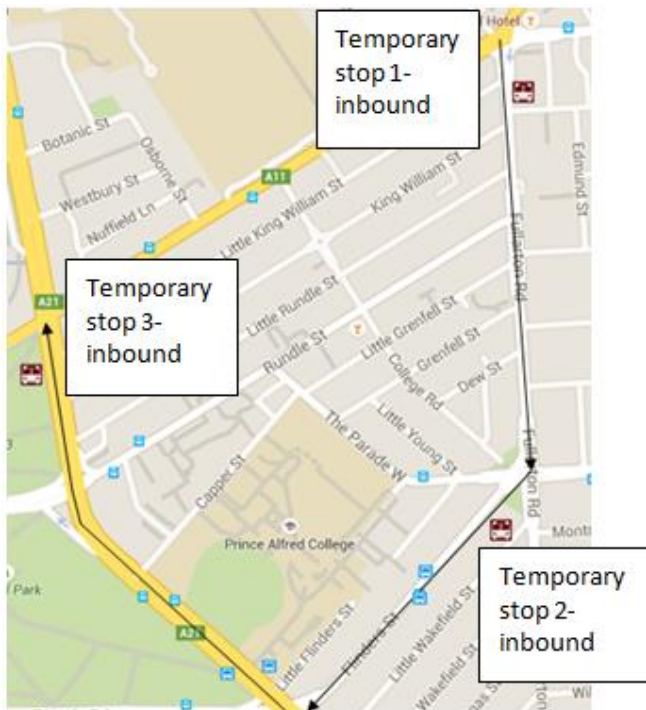 Hotel
Temporary
stop 1-
inbound
Botanic St
Osborne St
Westbury St
Nuffield Ln
A11
Little King William St
King William St
Edmund St
Fullarton Rd
A21
Temporary
stop 3-
inbound
Little Rundle St
Rundle St
Little Grenfell St
Grenfell St
College Rd
Dew St
The Parade W
Little Young St
Fullarton Rd
Capper St
Prince Alfred College
Park
Temporary
stop 2-
inbound
Little Flinders St
Flinders St
Little Wakefield St
Wakefield St